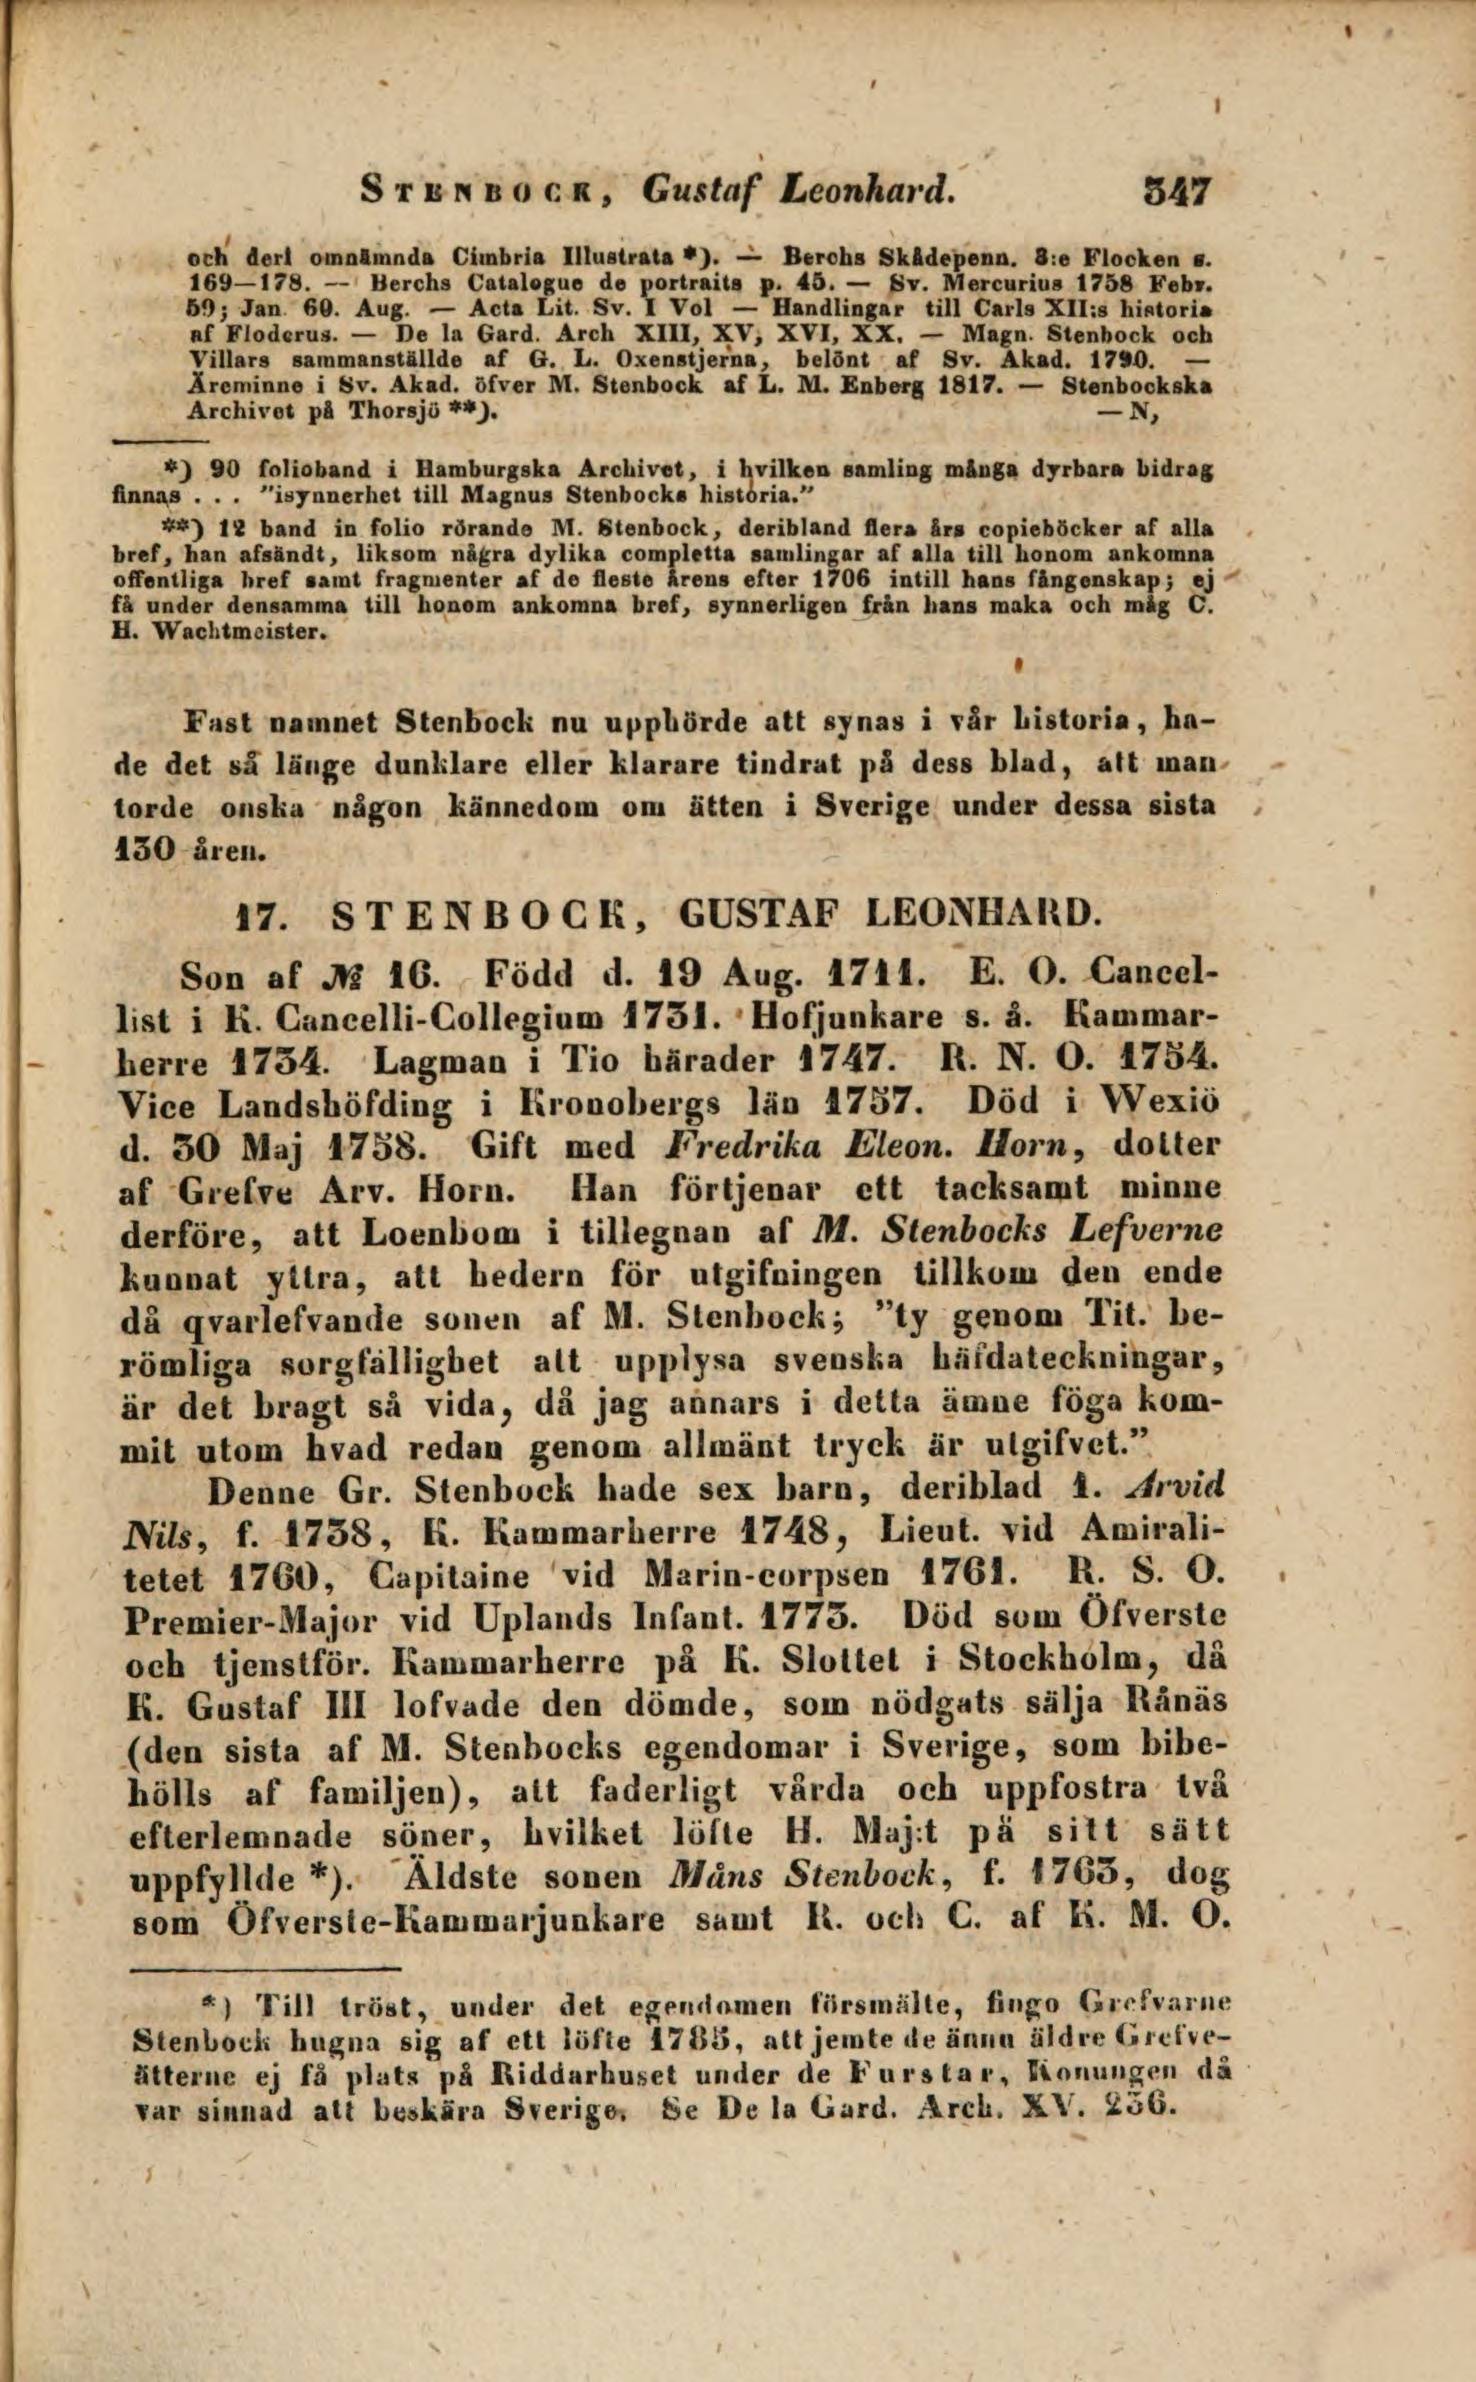 STENBOCK, Gustaf Leonhard. 347
och deri omnämnda Cimbria Illustrata *). — Berchs Skådepenn. 3:e Flocken s.
169—178. — Berchs Catalogue de portraits p. 45. — Sv. Mercurius 1758 Febr.
59; Jan. 60. Aug. — Acta Lit. Sv. I Vol — Handlingar till Carls XII:s historia
af Floderus. — De la Gard. Arch XIII, XV, XVI, XX. — Magn. Stenbock och
Villars sammanställde af G. L. Oxenstjerna, belönt af Sv. Akad. 1790. —
Äreminne i Sv. Akad. öfver M. Stenbock af L. M. Enberg 1817. — Stenbockska
Archivet på Thorsjö **). —N,
*) 90 folioband i Hamburgska Archivet, i hvilken samling många dyrbara bidrag
finnas . . . "isynnerhet till Magnus Stenbocks historia."
**) 12 band in folio rörande M. Stenbock, deribland flera års copieböcker af alla
bref, han afsändt, liksom några dylika completta samlingar af alla till honom ankomna
offentliga bref samt fragmenter af de fleste årens efter 1706 intill hans fångenskap; ej
få under densamma till honom ankomna bref, synnerligen från hans maka och måg C.
H. Wachtmeister.
Fast namnet Stenbock nu upphörde att synas i vår historia, ha-
de det så länge dunklare eller klarare tindrat på dess blad, att man
torde onska någon kännedom om ätten i Sverige under dessa sista
130 åren.
17. STENBOCK, GUSTAF LEONHARD.
Son af № 16. Född d. 19 Aug. 1711. E. O. Cancel-
list i K. Cancelli-Collegium 1731. Hofjunkare s. å. Kammar-
herre 1734. Lagman i Tio härader 1747. R. N. O. 1754.
Vice Landshöfding i Kronobergs län 1757. Död i Wexiö
d. 30 Maj 1758. Gift med Fredrika Eleon. Horn, dotter
af Grefve Arv. Horn. Han förtjenar ett tacksamt minne
derföre, att Loenbom i tillegnan af M. Stenbocks Lefverne
kunnat yttra, att hedern för utgifningen tillkom den ende
då qvarlefvande sonen af M. Stenbock; "ty genom Tit. be-
römliga sorgfällighet att upplysa svenska häfdateckningar,
är det bragt så vida, då jag annars i detta ämne föga kom-
mit utom hvad redan genom allmänt tryck är utgifvet."
Denne Gr. Stenbock hade sex barn, deriblad 1. Arvid
Nils, f. 1738, K. Kammarherre 1748, Lieut. vid Amirali-
tetet 1760, Capitaine vid Marin-corpsen 1761. R. S. O.
Premier-Major vid Uplands Infant. 1773. Död som Öfverste
och tjenstför. Kammarherre på K. Slottet i Stockholm, då
K. Gustaf III lofvade den dömde, som nödgats sälja Rånäs
(den sista af M. Stenbocks egendomar i Sverige, som bibe-
hölls af familjen), att faderligt vårda och uppfostra två
efterlemnade söner, hvilket löfte H. Maj:t på sitt sätt
uppfyllde *). Äldste sonen Måns Stenbock, f. 1763, dog
som Öfverste-Kammarjunkare samt R. och C. af K. M. O.
*) Till tröst, under det egendomen försmälte, fingo Grefvarne
Stenbock hugna sig af ett löfte 1785, att jemte de ännu äldre Grefve-
ätterne ej få plats på Riddarhuset under de Furstar, Konungen då
var sinnad att beskära Sverige. Se De la Gard. Arch. XV. 236.